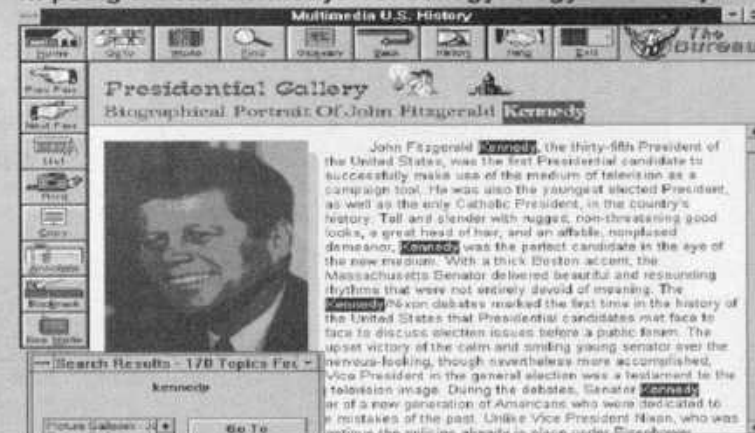 Multimedia U.S. History
Home Go To Find Glossary Back History Help Exit The Bureau
Presidential Gallery
Biographical Portrait Of John Fitzgerald Kennedy
Prev Page
Next Page
List
Print
Copy
Annotate
Bookmark
John Fitzgerald Kennedy, the thirty-fifth President of
the United States, was the first Presidential candidate to
successfully make use of the medium of television as a
campaign tool. He was also the youngest elected President,
as well as the only Catholic President, in the country's
history. Tall and slender with rugged, non-threatening good
looks, a great head of hair, and an affable, nonplused
demeanor, Kennedy was the perfect candidate in the eye of
the new medium. With a thick Boston accent, the
Massachusetts Senator delivered beautiful and resounding
rhythms that were not entirely devoid of meaning. The
Kennedy/Nixon debates marked the first time in the history of
the United States that Presidential candidates met face to
face to discuss election issues before a public forum. The
upset victory of the calm and smiling young senator over the
nervous-looking, though nevertheless more accomplished,
Vice President in the general election was a testament to the
television image. During the debates, Senator Kennedy
er of a new generation of Americans who were dedicated to
e mistakes of the past. Unlike Vice President Nixon, who was
Search Results - 170 Topics
kennedy
Picture Galleries
Go To